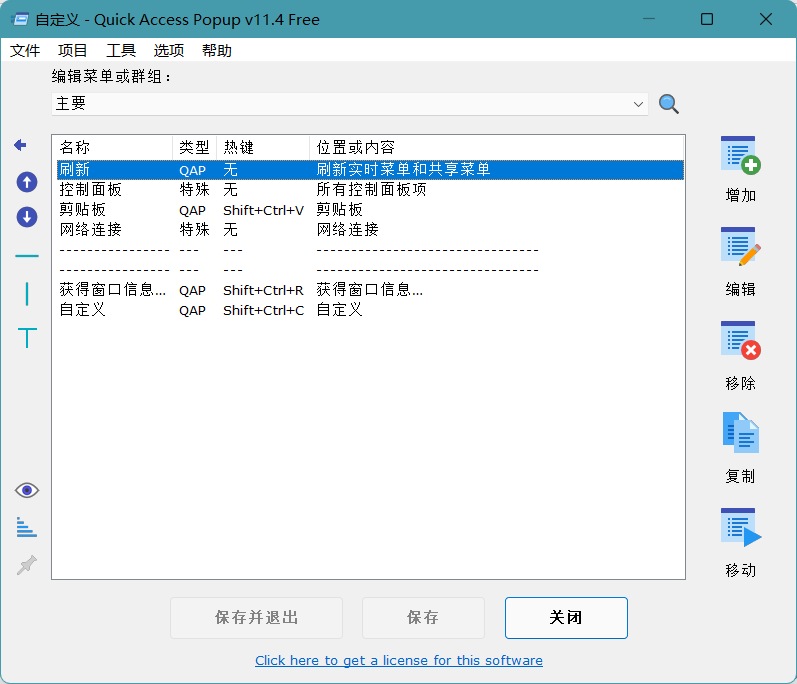 自定义 - Quick Access Popup v11.4 Free
文件 项目 工具 选项 帮助
编辑菜单或群组：
主要
名称 类型 热键 位置或内容
刷新 QAP 无 刷新实时菜单和共享菜单
控制面板 特殊 无 所有控制面板项
剪贴板 QAP Shift+Ctrl+V 剪贴板
网络连接 特殊 无 网络连接
---------------- --- --- --------------------------------
---------------- --- --- --------------------------------
获得窗口信息... QAP Shift+Ctrl+R 获得窗口信息...
自定义 QAP Shift+Ctrl+C 自定义
增加
编辑
移除
复制
移动
保存并退出 保存 关闭
Click here to get a license for this software